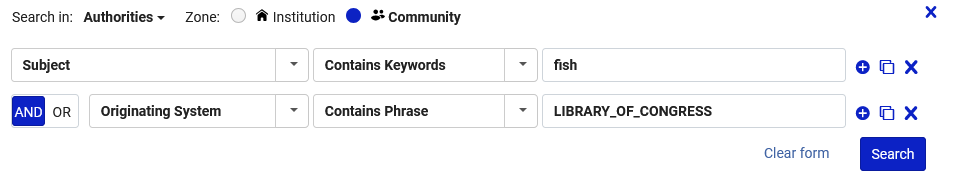 Search in: Authorities Zone: Institution Community
Subject Contains Keywords fish
AND OR Originating System Contains Phrase LIBRARY_OF_CONGRESS
Clear form Search